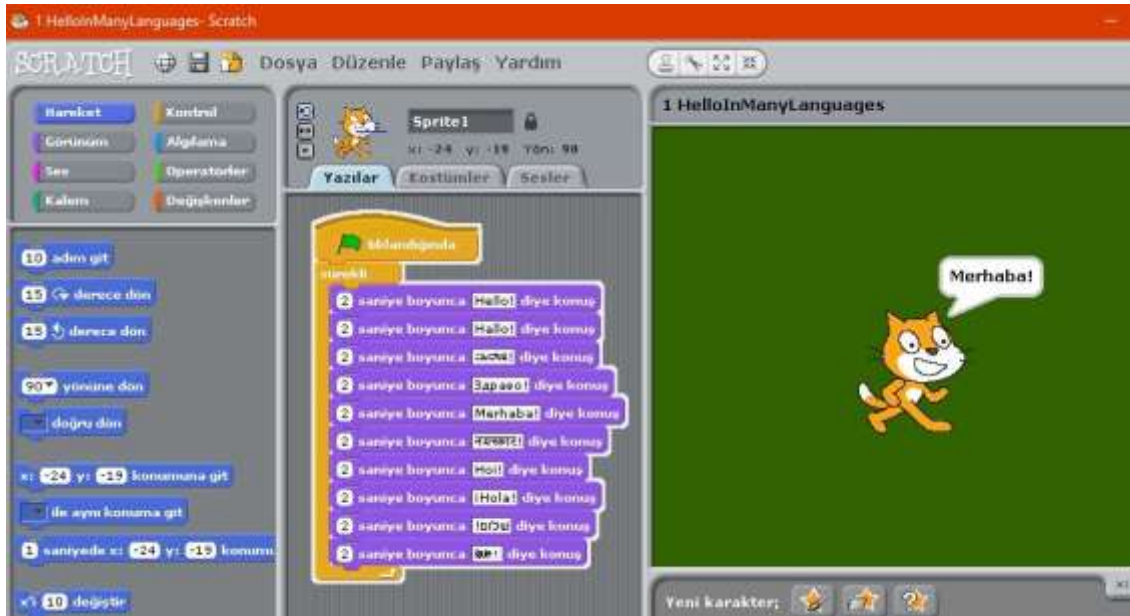 1 HelloInManyLanguages- Scratch
SCRATCH Dosya Düzenle Paylaş Yardım
Hareket Kontrol
Görünüm Algılama
Ses Operatörler
Kalem Değişkenler
Sprite1
x: -24 y: -19 Yön: 90
Yazılar Kostümler Sesler
10 adım git
15 derece dön
15 derece dön
90 yönüne dön
doğru dön
x: -24 y: -19 konumuna git
ile aynı konuma git
1 saniyede x: -24 y: -19
10 değiştir
tıklandığında
sürekli
2 saniye boyunca Hello! diye konuş
2 saniye boyunca Hallo! diye konuş
2 saniye boyunca diye konuş
2 saniye boyunca Здраво! diye konuş
2 saniye boyunca Merhaba! diye konuş
2 saniye boyunca diye konuş
2 saniye boyunca Hoi! diye konuş
2 saniye boyunca ¡Hola! diye konuş
2 saniye boyunca שלום! diye konuş
2 saniye boyunca diye konuş
1 HelloInManyLanguages
Merhaba!
Yeni karakter: